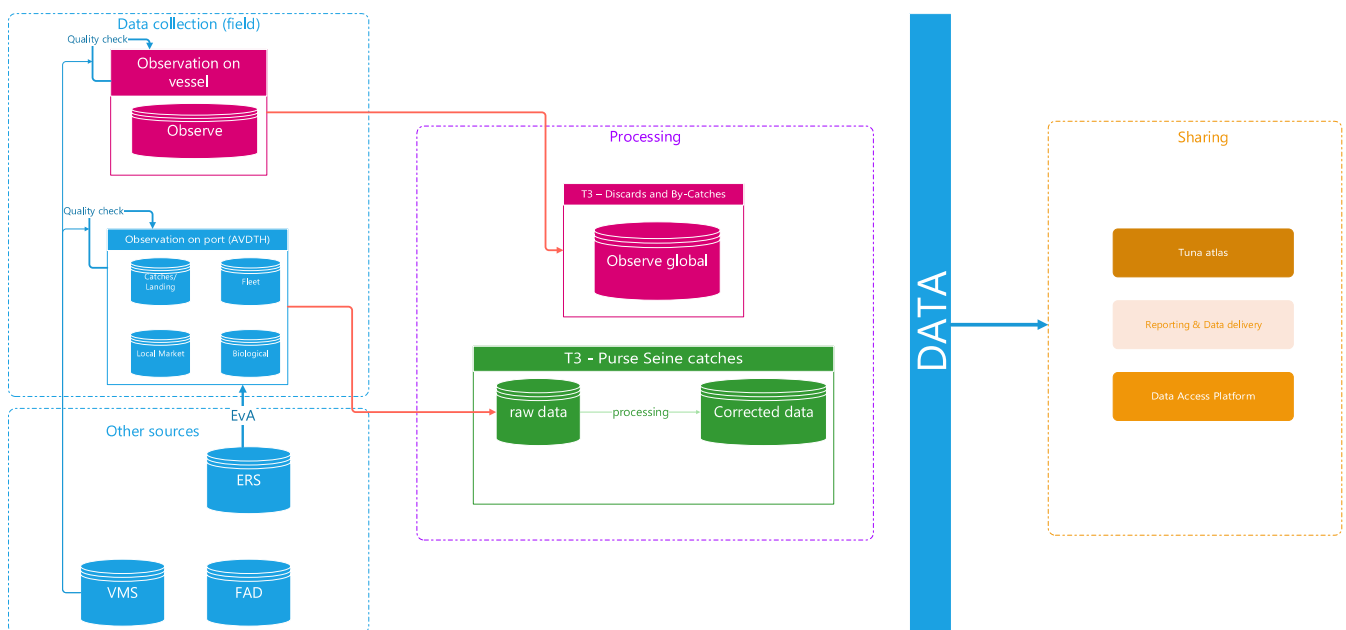 Data collection (field)
Quality check
Observation on
vessel
Observe
Quality check
Observation on port (AVDTH)
Catches/
Landing
Fleet
Local Market
Biological
EvA
Other sources
ERS
VMS
FAD
Processing
T3 – Discards and By-Catches
Observe global
T3 - Purse Seine catches
raw data
processing
Corrected data
DATA
Sharing
Tuna atlas
Reporting & Data delivery
Data Access Platform